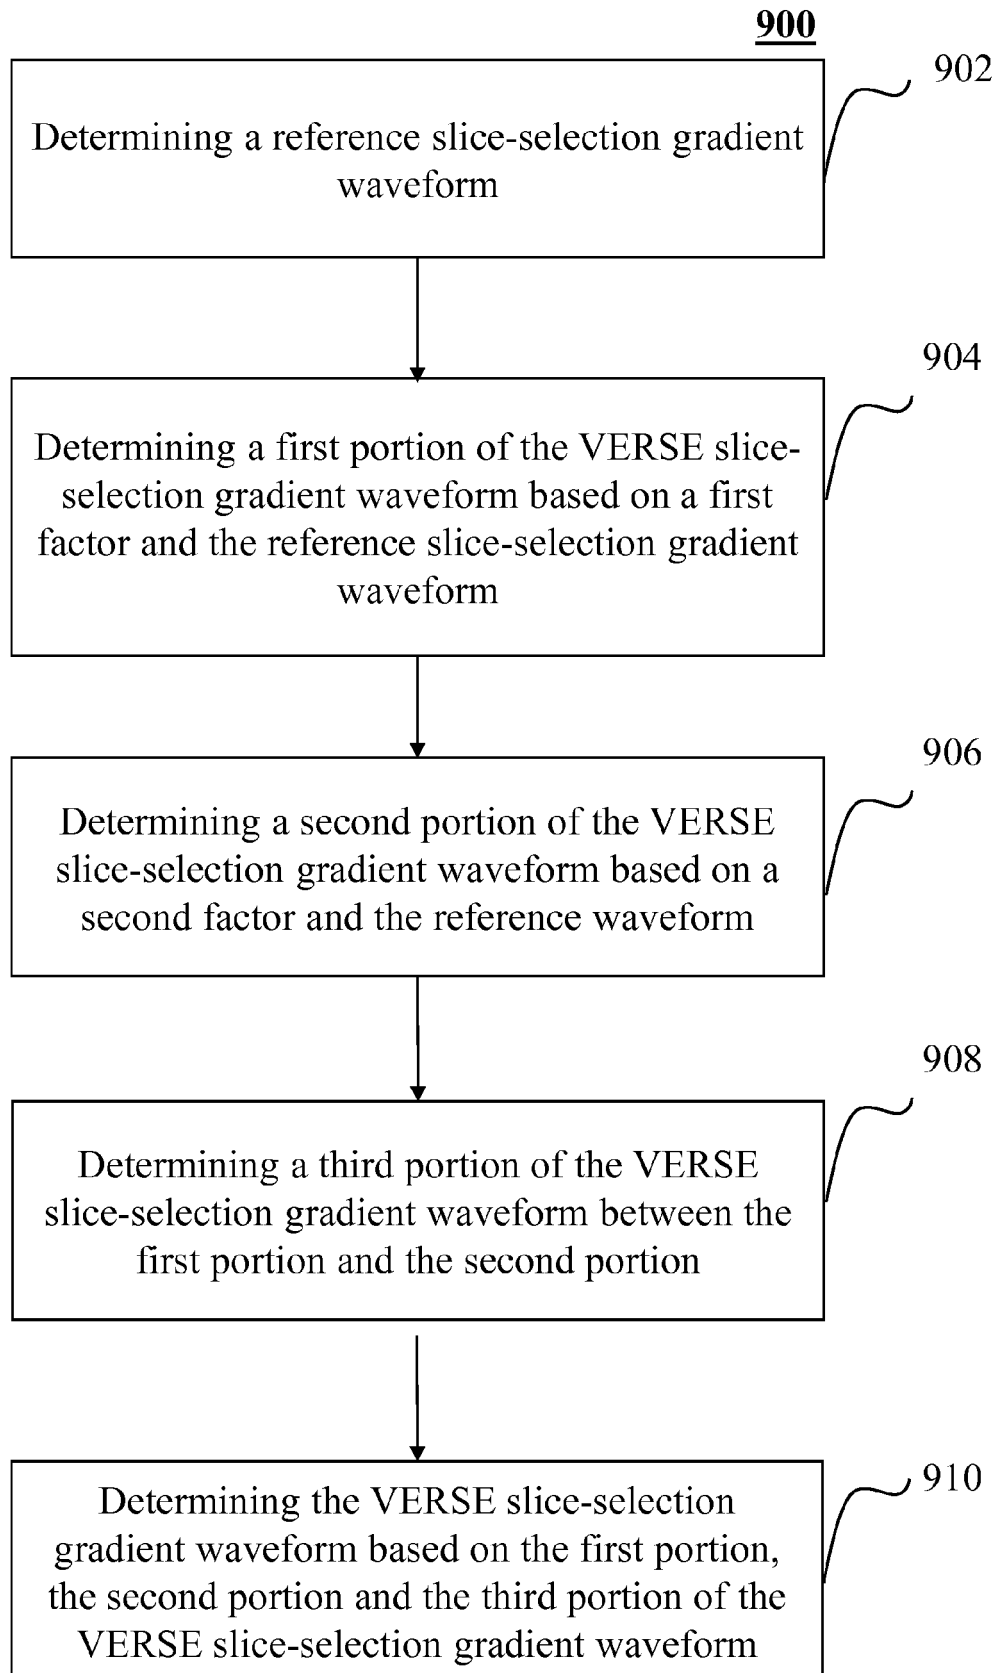 900
902
Determining a reference slice-selection gradient
waveform
904
Determining a first portion of the VERSE slice-
selection gradient waveform based on a first
factor and the reference slice-selection gradient
waveform
906
Determining a second portion of the VERSE
slice-selection gradient waveform based on a
second factor and the reference waveform
908
Determining a third portion of the VERSE
slice-selection gradient waveform between the
first portion and the second portion
910
Determining the VERSE slice-selection
gradient waveform based on the first portion,
the second portion and the third portion of the
VERSE slice-selection gradient waveform